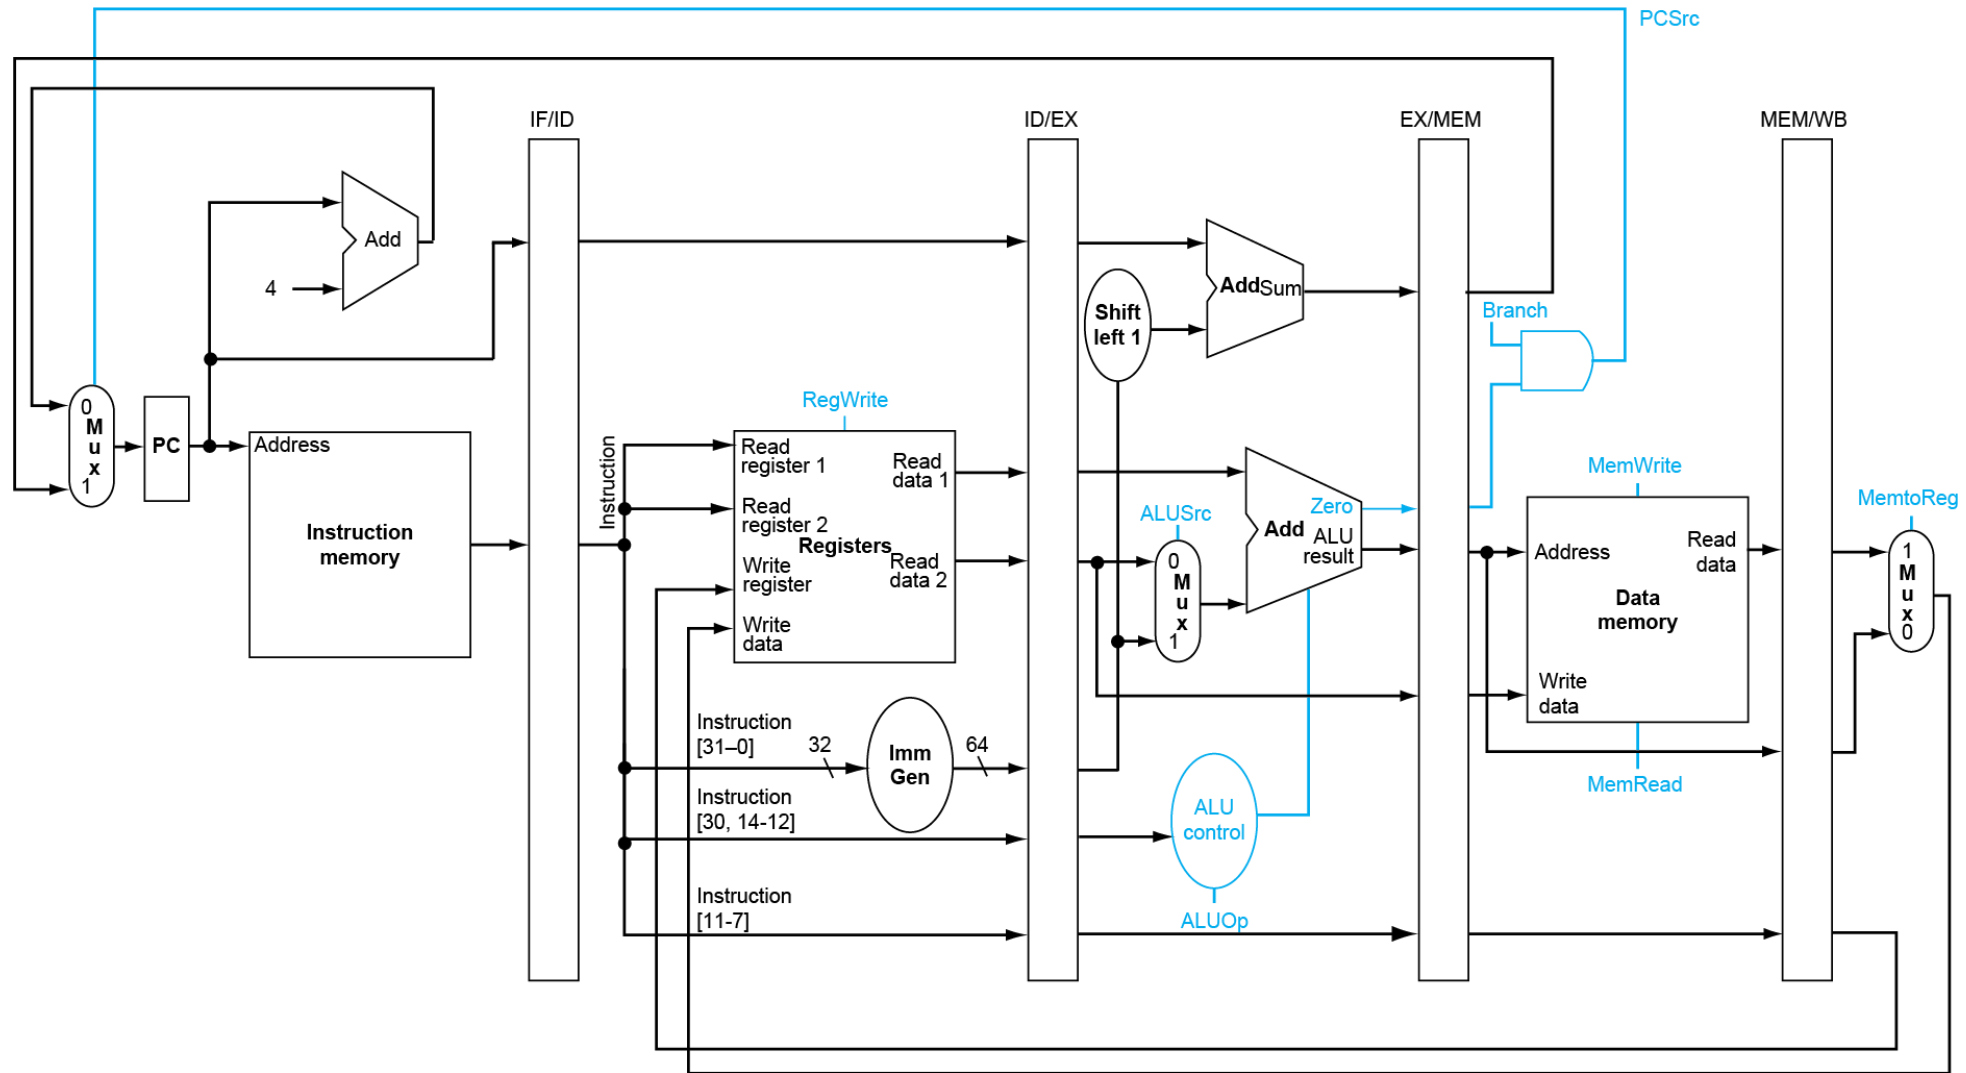 PCSrc
IF/ID
ID/EX
EX/MEM
MEM/WB
Add
4
Add Sum
Shift
left 1
Branch
0
M
u
x
1
PC
Address
Instruction
memory
Instruction
RegWrite
Read
register 1
Read
register 2
Write
register
Write
data
Registers
Read
data 1
Read
data 2
ALUSrc
0
M
u
x
1
Add
Zero
ALU
result
MemWrite
Address
Read
data
Data
memory
Write
data
MemRead
MemtoReg
1
M
u
x
0
Instruction
[31–0]
32
Imm
Gen
64
Instruction
[30, 14-12]
ALU
control
ALUOp
Instruction
[11-7]